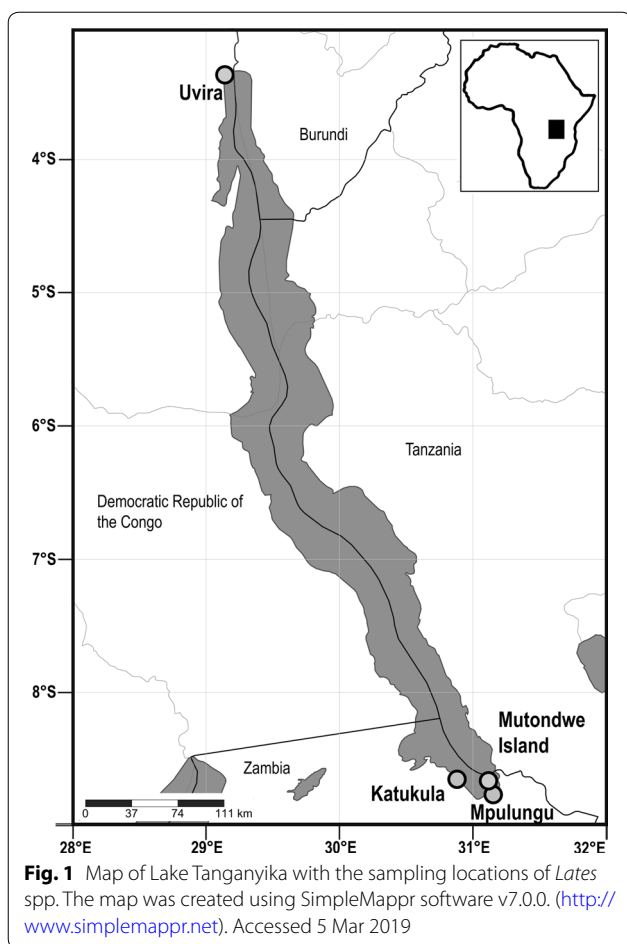 Uvira
Burundi
4°S
5°S
6°S
Tanzania
Democratic Republic of
the Congo
7°S
8°S
Mutondwe
Island
Zambia
Katukula
Mpulungu
0 37 74 111 km
28°E 29°E 30°E 31°E 32°E
Fig. 1 Map of Lake Tanganyika with the sampling locations of Lates
spp. The map was created using SimpleMappr software v7.0.0. (http://
www.simplemappr.net). Accessed 5 Mar 2019